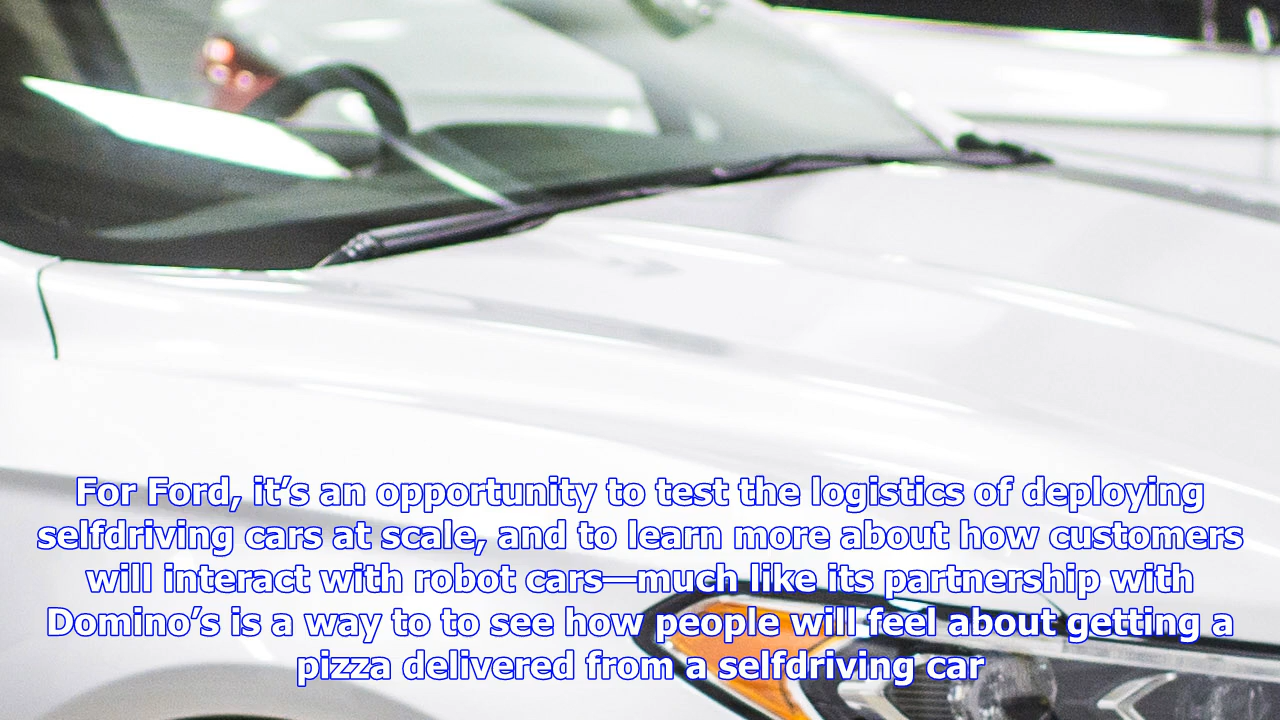 For Ford, it’s an opportunity to test the logistics of deploying
selfdriving cars at scale, and to learn more about how customers
will interact with robot cars—much like its partnership with
Domino’s is a way to to see how people will feel about getting a
pizza delivered from a selfdriving car